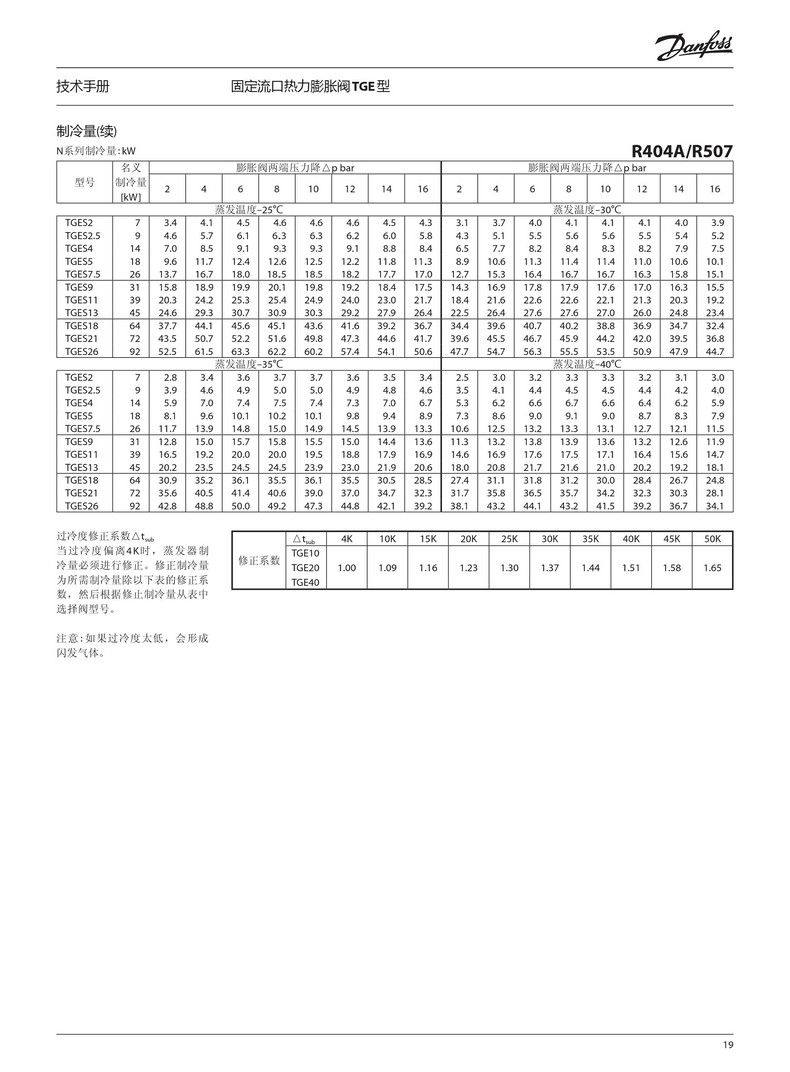 Danfoss
技术手册 固定流口热力膨胀阀 TGE 型
制冷量(续)
N系列制冷量:kW R404A/R507
型号 名义制冷量[kW] 膨胀阀两端压力降△p bar 膨胀阀两端压力降△p bar
2 4 6 8 10 12 14 16 2 4 6 8 10 12 14 16
蒸发温度-25℃ 蒸发温度-30℃
TGES2 7 3.4 4.1 4.5 4.6 4.6 4.6 4.5 4.3 3.1 3.7 4.0 4.1 4.1 4.1 4.0 3.9
TGES2.5 9 4.6 5.7 6.1 6.3 6.3 6.2 6.0 5.8 4.3 5.1 5.5 5.6 5.6 5.5 5.4 5.2
TGES4 14 7.0 8.5 9.1 9.3 9.3 9.1 8.8 8.4 6.5 7.7 8.2 8.4 8.3 8.2 7.9 7.5
TGES5 18 9.6 11.7 12.4 12.6 12.5 12.2 11.8 11.3 8.9 10.6 11.3 11.4 11.4 11.0 10.6 10.1
TGES7.5 26 13.7 16.7 18.0 18.5 18.5 18.2 17.7 17.0 12.7 15.3 16.4 16.7 16.7 16.3 15.8 15.1
TGES9 31 15.8 18.9 19.9 20.1 19.8 19.2 18.4 17.5 14.3 16.9 17.8 17.9 17.6 17.0 16.3 15.5
TGES11 39 20.3 24.2 25.3 25.4 24.9 24.0 23.0 21.7 18.4 21.6 22.6 22.6 22.1 21.3 20.3 19.2
TGES13 45 24.6 29.3 30.7 30.9 30.3 29.2 27.9 26.4 22.5 26.4 27.6 27.6 27.0 26.0 24.8 23.4
TGES18 64 37.7 44.1 45.6 45.1 43.6 41.6 39.2 36.7 34.4 39.6 40.7 40.2 38.8 36.9 34.7 32.4
TGES21 72 43.5 50.7 52.2 51.6 49.8 47.3 44.6 41.7 39.6 45.5 46.7 45.9 44.2 42.0 39.5 36.8
TGES26 92 52.5 61.5 63.3 62.2 60.2 57.4 54.1 50.6 47.7 54.7 56.3 55.5 53.5 50.9 47.9 44.7
蒸发温度-35℃ 蒸发温度-40℃
TGES2 7 2.8 3.4 3.6 3.7 3.7 3.6 3.5 3.4 2.5 3.0 3.2 3.3 3.3 3.2 3.1 3.0
TGES2.5 9 3.9 4.6 4.9 5.0 5.0 4.9 4.8 4.6 3.5 4.1 4.4 4.5 4.5 4.4 4.2 4.0
TGES4 14 5.9 7.0 7.4 7.5 7.4 7.3 7.0 6.7 5.3 6.2 6.6 6.7 6.6 6.4 6.2 5.9
TGES5 18 8.1 9.6 10.1 10.2 10.1 9.8 9.4 8.9 7.3 8.6 9.0 9.1 9.0 8.7 8.3 7.9
TGES7.5 26 11.7 13.9 14.8 15.0 14.9 14.5 13.9 13.3 10.6 12.5 13.2 13.3 13.1 12.7 12.1 11.5
TGES9 31 12.8 15.0 15.7 15.8 15.5 15.0 14.4 13.6 11.3 13.2 13.8 13.9 13.6 13.2 12.6 11.9
TGES11 39 16.5 19.2 20.0 20.0 19.5 18.8 17.9 16.9 14.6 16.9 17.6 17.5 17.1 16.4 15.6 14.7
TGES13 45 20.2 23.5 24.5 24.5 23.9 23.0 21.9 20.6 18.0 20.8 21.7 21.6 21.0 20.2 19.2 18.1
TGES18 64 30.9 35.2 36.1 35.5 36.1 35.5 30.5 28.5 27.4 31.1 31.8 31.2 30.0 28.4 26.7 24.8
TGES21 72 35.6 40.5 41.4 40.6 39.0 37.0 34.7 32.3 31.7 35.8 36.5 35.7 34.2 32.3 30.3 28.1
TGES26 92 42.8 48.8 50.0 49.2 47.3 44.8 42.1 39.2 38.1 43.2 44.1 43.2 41.5 39.2 36.7 34.1
过冷度修正系数△tsub
当过冷度偏离4K时，蒸发器制
冷量必须进行修正。修正制冷量
为所需制冷量除以下表的修正系
数，然后根据修止制冷量从表中
选择阀型号。
注意:如果过冷度太低，会形成
闪发气体。
修正系数 △tsub 4K 10K 15K 20K 25K 30K 35K 40K 45K 50K
TGE10
TGE20 1.00 1.09 1.16 1.23 1.30 1.37 1.44 1.51 1.58 1.65
TGE40
19